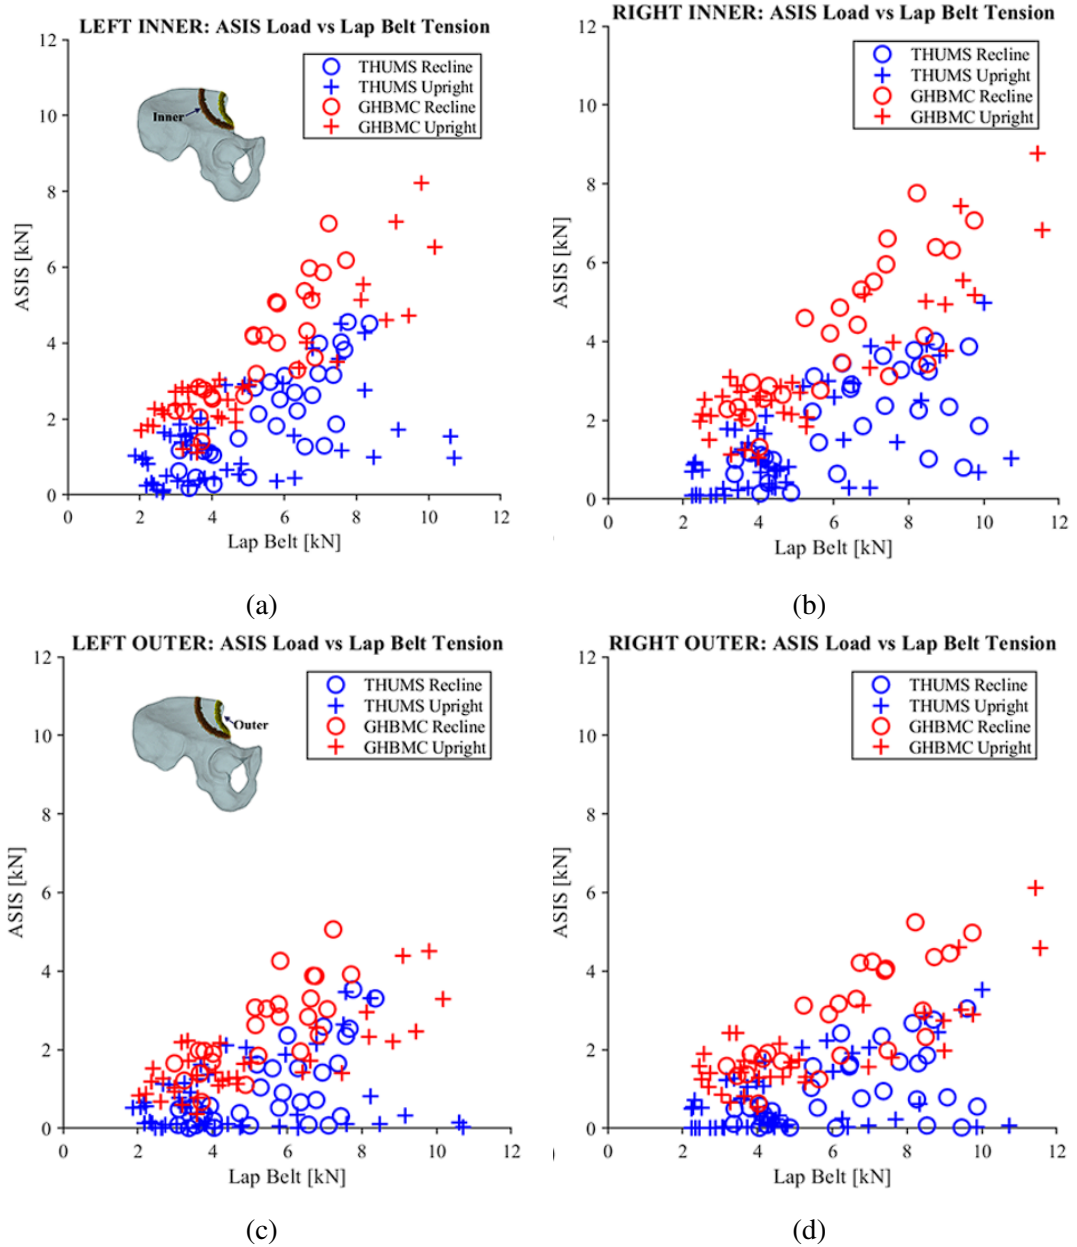 LEFT INNER: ASIS Load vs Lap Belt Tension
12
10
8
6
4
2
0
ASIS [kN]
THUMS Recline
THUMS Upright
GHBMC Recline
GHBMC Upright
Inner
0 2 4 6 8 10 12
Lap Belt [kN]
(a)
RIGHT INNER: ASIS Load vs Lap Belt Tension
12
10
8
6
4
2
0
ASIS [kN]
THUMS Recline
THUMS Upright
GHBMC Recline
GHBMC Upright
0 2 4 6 8 10 12
Lap Belt [kN]
(b)
LEFT OUTER: ASIS Load vs Lap Belt Tension
12
10
8
6
4
2
0
ASIS [kN]
THUMS Recline
THUMS Upright
GHBMC Recline
GHBMC Upright
Outer
0 2 4 6 8 10 12
Lap Belt [kN]
(c)
RIGHT OUTER: ASIS Load vs Lap Belt Tension
12
10
8
6
4
2
0
ASIS [kN]
THUMS Recline
THUMS Upright
GHBMC Recline
GHBMC Upright
0 2 4 6 8 10 12
Lap Belt [kN]
(d)